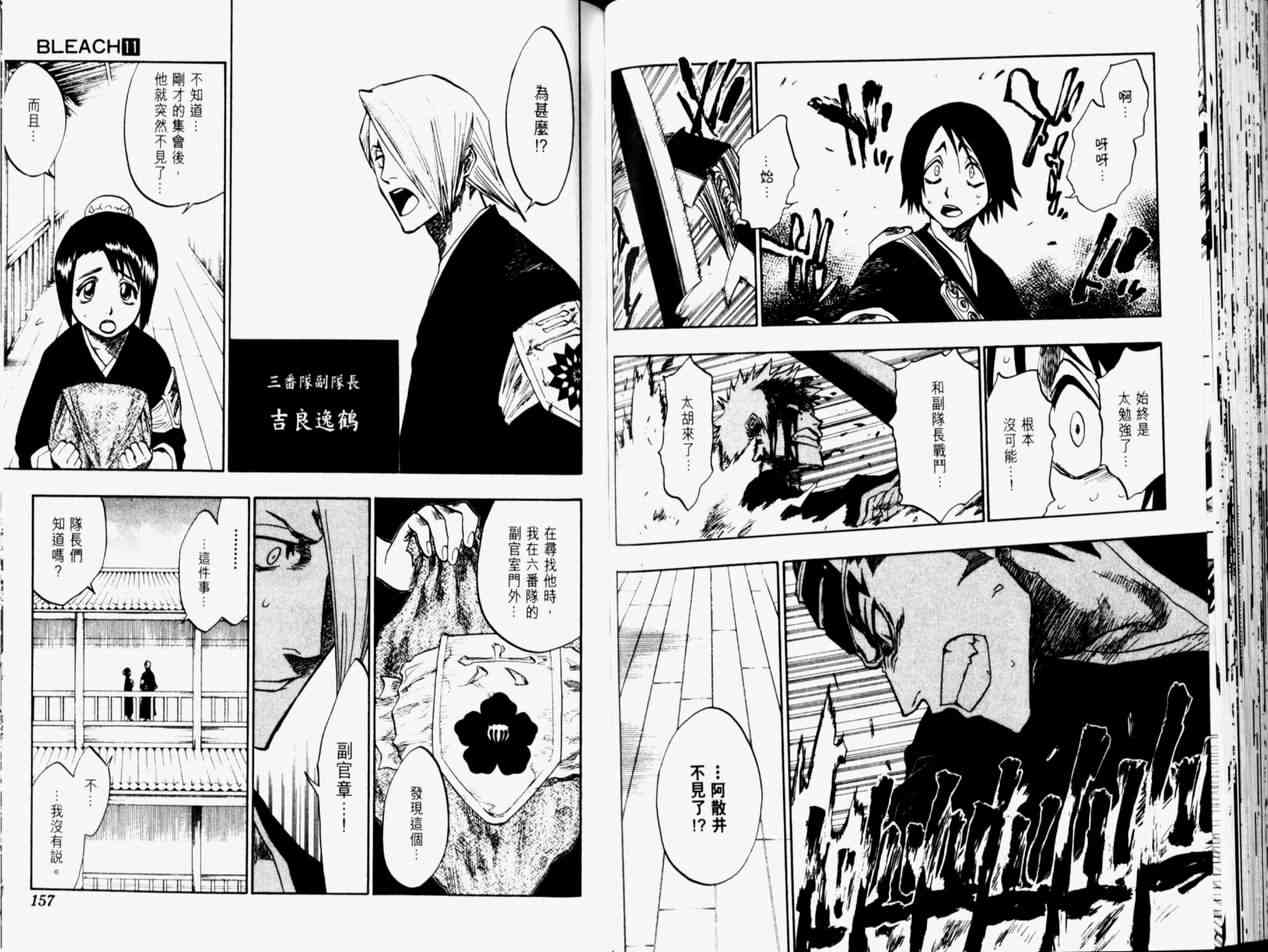 啊…
呀呀…
…始…
始終是
太勉強了…
根本
沒可能…!
和副隊長戰鬥…
太胡來了…
…阿散井
不見了!?
BLEACH11
為甚麼!?
三番隊副隊長
吉良逸鶴
不知道…
剛才的集會後，
他就突然不見了…
而且…
在尋找他時，
我在六番隊的
副官室門外…
發現這個…
副官章…!
………
…這件事…
隊長們
知道嗎?
不…
…我沒有説。
157